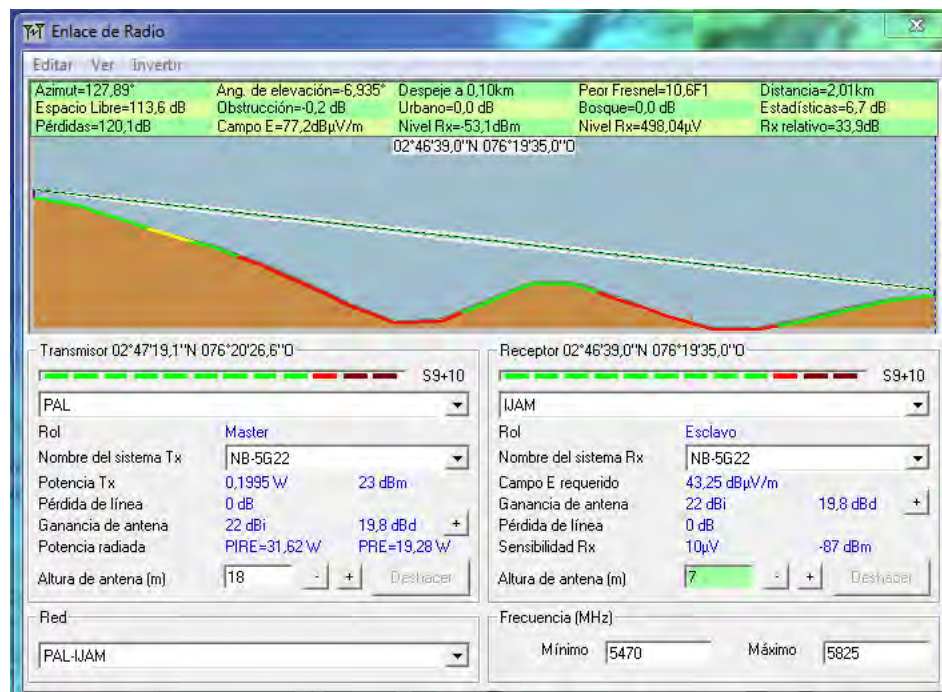 Enlace de Radio
Editar Ver Invertir
Azimut=127,89° Ang. de elevación=-6,935° Despeje a 0,10km Peor Fresnel=10,6F1 Distancia=2,01km
Espacio Libre=113,6 dB Obstrucción=-0,2 dB Urbano=0,0 dB Bosque=0,0 dB Estadísticas=6,7 dB
Pérdidas=120,1dB Campo E=77,2dBµV/m Nivel Rx=-53,1dBm Nivel Rx=498,04µV Rx relativo=33,9dB
02°46'39,0''N 076°19'35,0''O
Transmisor 02°47'19,1''N 076°20'26,6''O Receptor 02°46'39,0''N 076°19'35,0''O
S9+10 S9+10
PAL IJAM
Rol Master Rol Esclavo
Nombre del sistema Tx NB-5G22 Nombre del sistema Rx NB-5G22
Potencia Tx 0,1995 W 23 dBm Campo E requerido 43,25 dBµV/m
Pérdida de línea 0 dB Ganancia de antena 22 dBi 19,8 dBd +
Ganancia de antena 22 dBi 19,8 dBd + Pérdida de línea 0 dB
Potencia radiada PIRE=31,62 W PRE=19,28 W Sensibilidad Rx 10µV -87 dBm
Altura de antena (m) 18 - + Deshacer Altura de antena (m) 7 - + Deshacer
Red Frecuencia (MHz)
PAL-IJAM Mínimo 5470 Máximo 5825